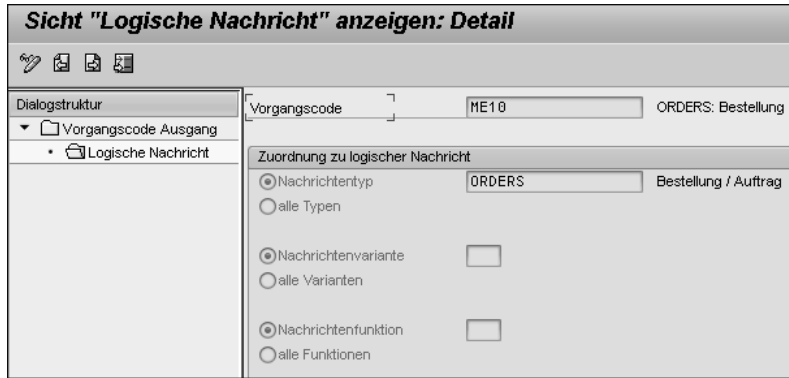 Sicht "Logische Nachricht" anzeigen: Detail
Dialogstruktur
Vorgangscode Ausgang
Logische Nachricht
Vorgangscode ME10 ORDERS: Bestellung
Zuordnung zu logischer Nachricht
Nachrichtentyp ORDERS Bestellung / Auftrag
alle Typen
Nachrichtenvariante
alle Varianten
Nachrichtenfunktion
alle Funktionen